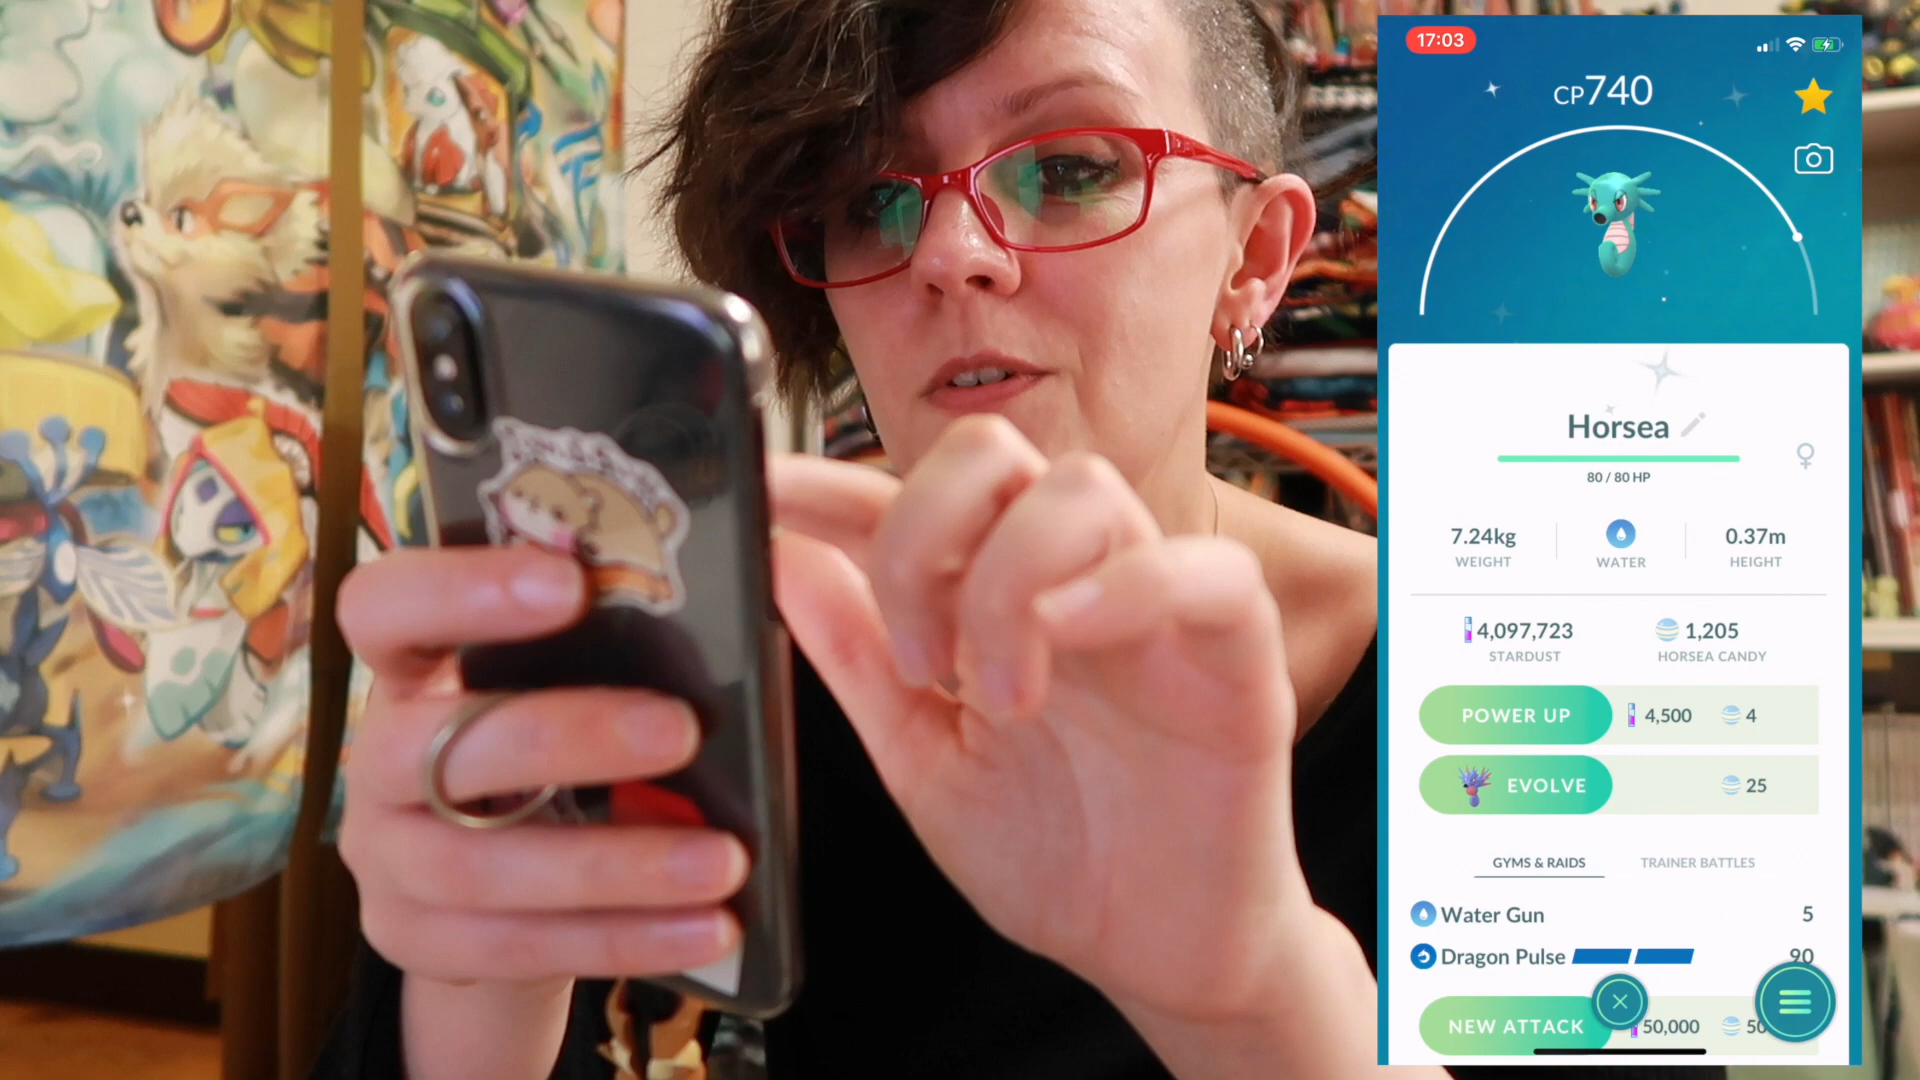 17:03
CP740
Horsea
80 / 80 HP
7.24kg
WEIGHT
WATER
0.37m
HEIGHT
4,097,723
STARDUST
1,205
HORSEA CANDY
POWER UP 4,500 4
EVOLVE 25
GYMS & RAIDS TRAINER BATTLES
Water Gun 5
Dragon Pulse 90
NEW ATTACK 50,000